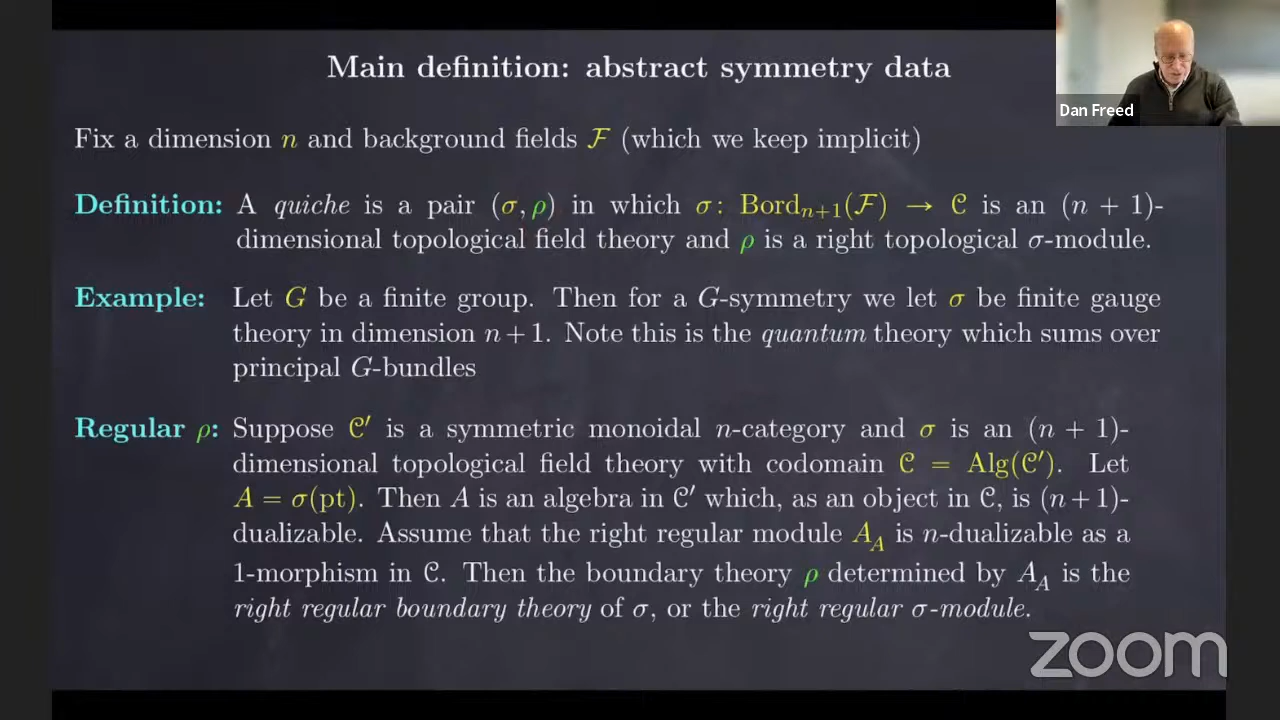 Main definition: abstract symmetry data
Dan Freed
Fix a dimension n and background fields ℱ (which we keep implicit)
Definition: A quiche is a pair (σ, ρ) in which σ: Bordₙ₊₁(ℱ) → 𝒞 is an (n + 1)-
dimensional topological field theory and ρ is a right topological σ-module.
Example: Let G be a finite group. Then for a G-symmetry we let σ be finite gauge
theory in dimension n + 1. Note this is the quantum theory which sums over
principal G-bundles
Regular ρ: Suppose 𝒞′ is a symmetric monoidal n-category and σ is an (n + 1)-
dimensional topological field theory with codomain 𝒞 = Alg(𝒞′). Let
A = σ(pt). Then A is an algebra in 𝒞′ which, as an object in 𝒞, is (n + 1)-
dualizable. Assume that the right regular module A_A is n-dualizable as a
1-morphism in 𝒞. Then the boundary theory ρ determined by A_A is the
right regular boundary theory of σ, or the right regular σ-module.
zoom